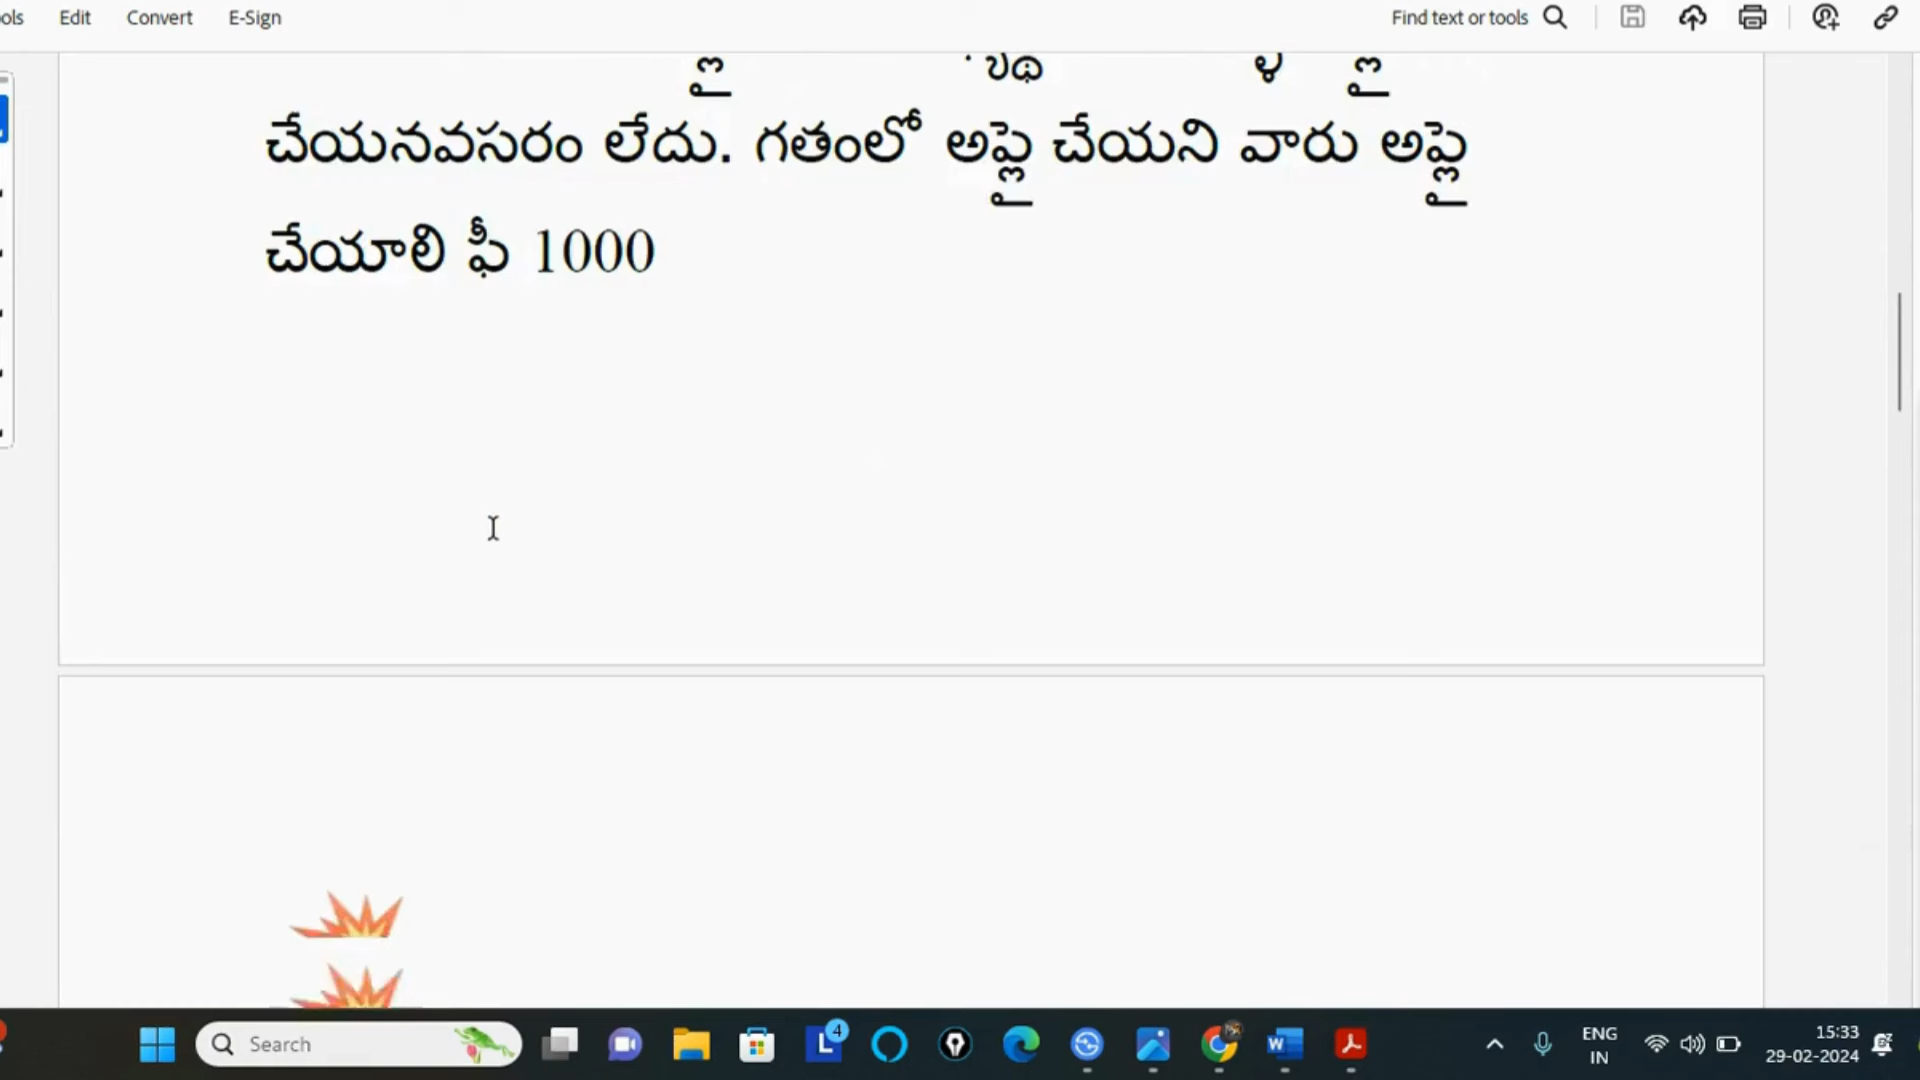 Edit Convert E-Sign Find text or tools
చేయనవసరం లేదు. గతంలో అప్లై చేయని వారు అప్లై
చేయాలి ఫీ 1000
Search 4 ENG 15:33
IN 29-02-2024